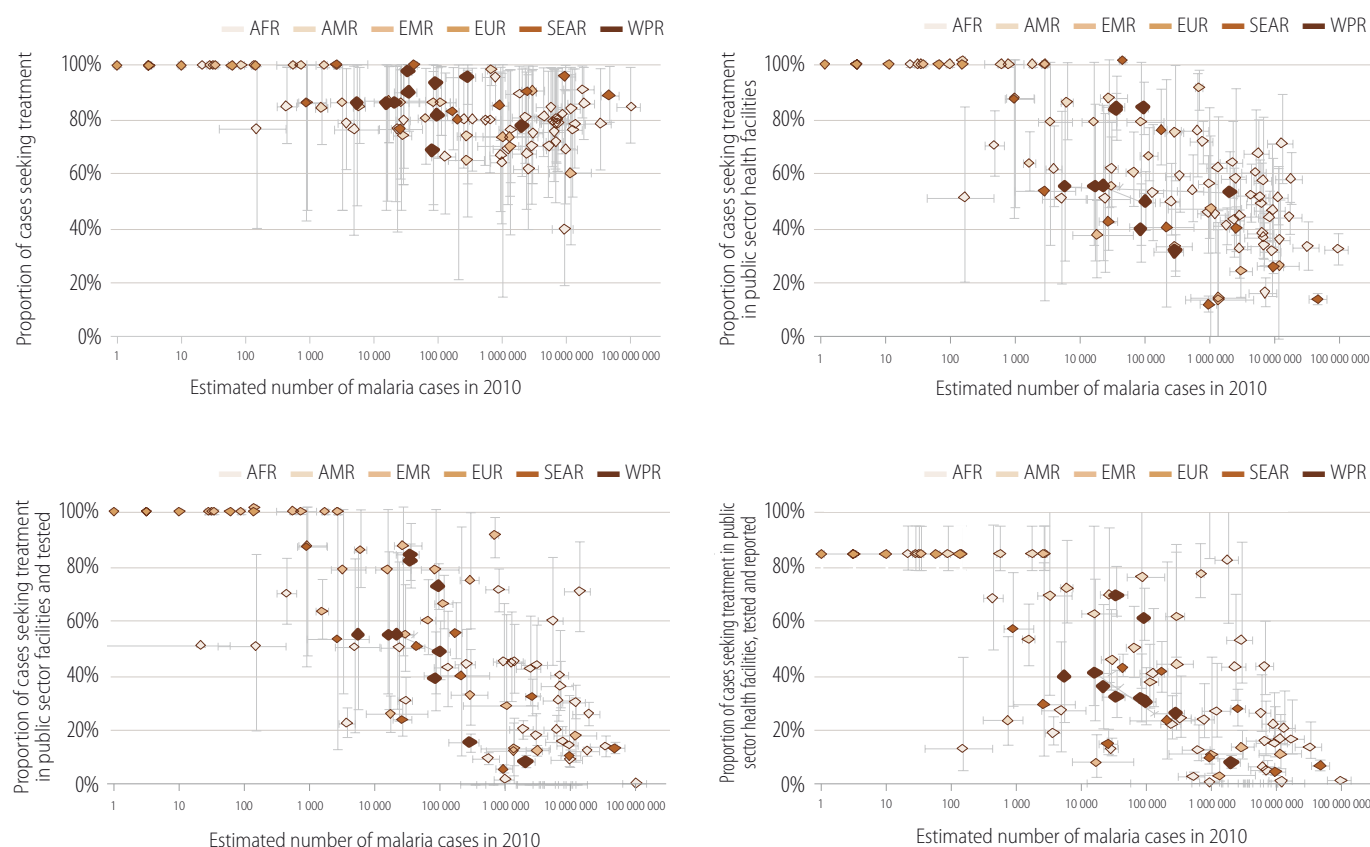 AFR AMR EMR EUR SEAR WPR
Proportion of cases seeking treatment
100%
80%
60%
40%
20%
0%
1 10 100 1 000 10 000 100 000 1 000 000 10 000 000 100 000 000
Estimated number of malaria cases in 2010
AFR AMR EMR EUR SEAR WPR
Proportion of cases seeking treatment
in public sector health facilities
100%
80%
60%
40%
20%
0%
1 10 100 1 000 10 000 100 000 1 000 000 10 000 000 100 000 000
Estimated number of malaria cases in 2010
AFR AMR EMR EUR SEAR WPR
Proportion of cases seeking treatment
in public sector facilities and tested
100%
80%
60%
40%
20%
0%
1 10 100 1 000 10 000 100 000 1 000 000 10 000 000 100 000 000
Estimated number of malaria cases in 2010
AFR AMR EMR EUR SEAR WPR
Proportion of cases seeking treatment in public
sector health facilities, tested and reported
100%
80%
60%
40%
20%
0%
1 10 100 1 000 10 000 100 000 1 000 000 10 000 000 100 000 000
Estimated number of malaria cases in 2010